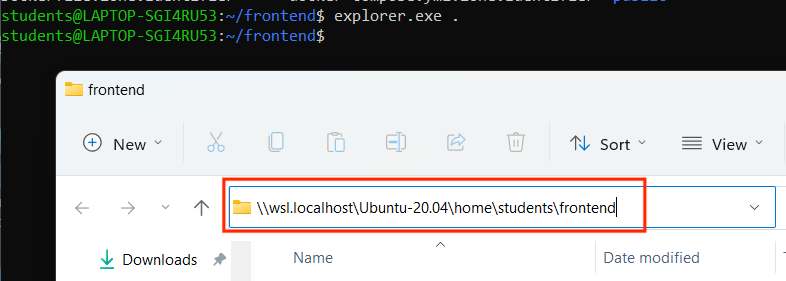 students@LAPTOP-SGI4RU53:~/frontend$ explorer.exe .
students@LAPTOP-SGI4RU53:~/frontend$
frontend
New Sort View
\\wsl.localhost\Ubuntu-20.04\home\students\frontend
Downloads Name Date modified